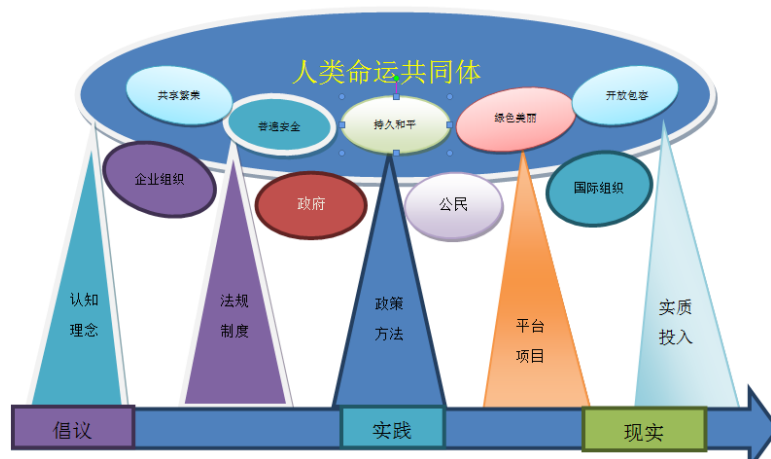 人类命运共同体
共享繁荣
普遍安全
持久和平
绿色美丽
开放包容
企业组织
政府
公民
国际组织
认知
理念
法规
制度
政策
方法
平台
项目
实质
投入
倡议
实践
现实